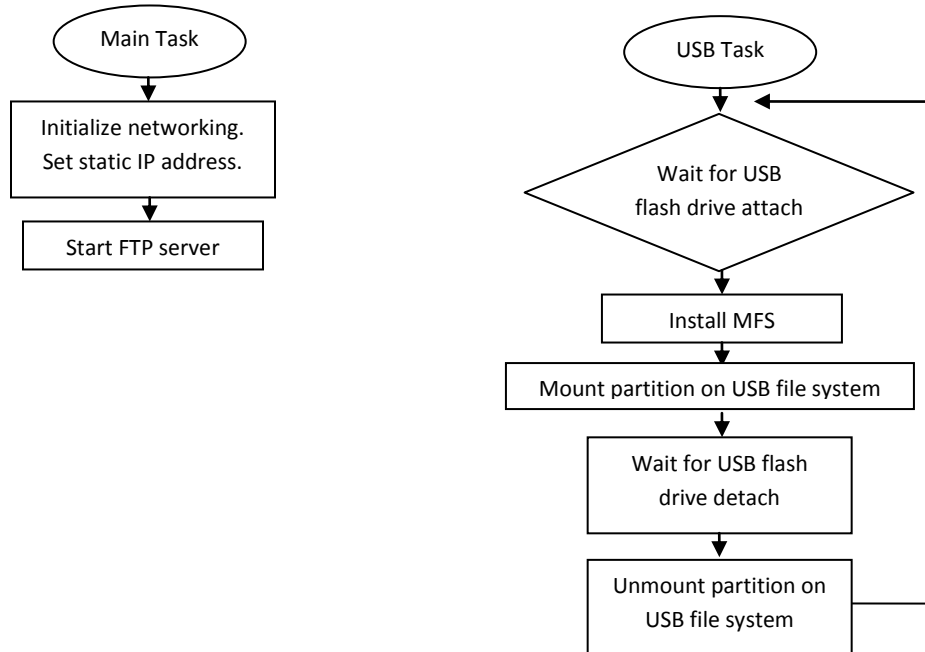 Main Task
Initialize networking.
Set static IP address.
Start FTP server
USB Task
Wait for USB
flash drive attach
Install MFS
Mount partition on USB file system
Wait for USB flash
drive detach
Unmount partition on
USB file system